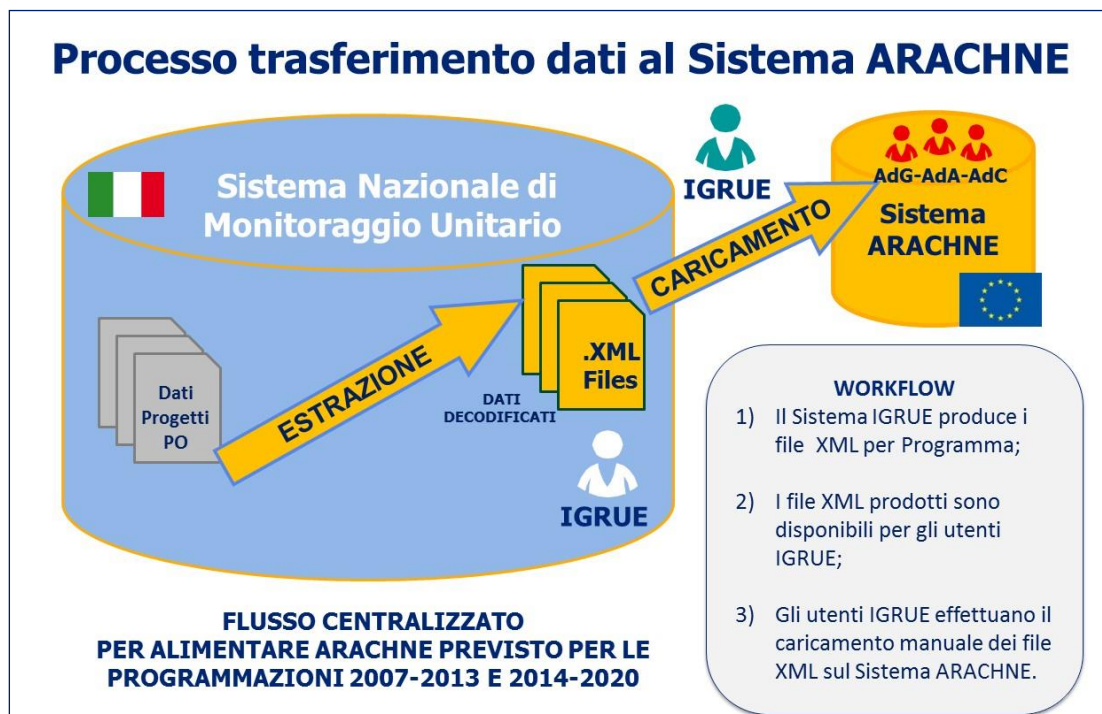 Processo trasferimento dati al Sistema ARACHNE
Sistema Nazionale di
Monitoraggio Unitario
IGRUE
AdG-AdA-AdC
Sistema
ARACHNE
CARICAMENTO
ESTRAZIONE
.XML
Files
Dati
Progetti
PO
DATI
DECODIFICATI
IGRUE
WORKFLOW
1) Il Sistema IGRUE produce i
file XML per Programma;
2) I file XML prodotti sono
disponibili per gli utenti
IGRUE;
3) Gli utenti IGRUE effettuano il
caricamento manuale dei file
XML sul Sistema ARACHNE.
FLUSSO CENTRALIZZATO
PER ALIMENTARE ARACHNE PREVISTO PER LE
PROGRAMMAZIONI 2007-2013 E 2014-2020